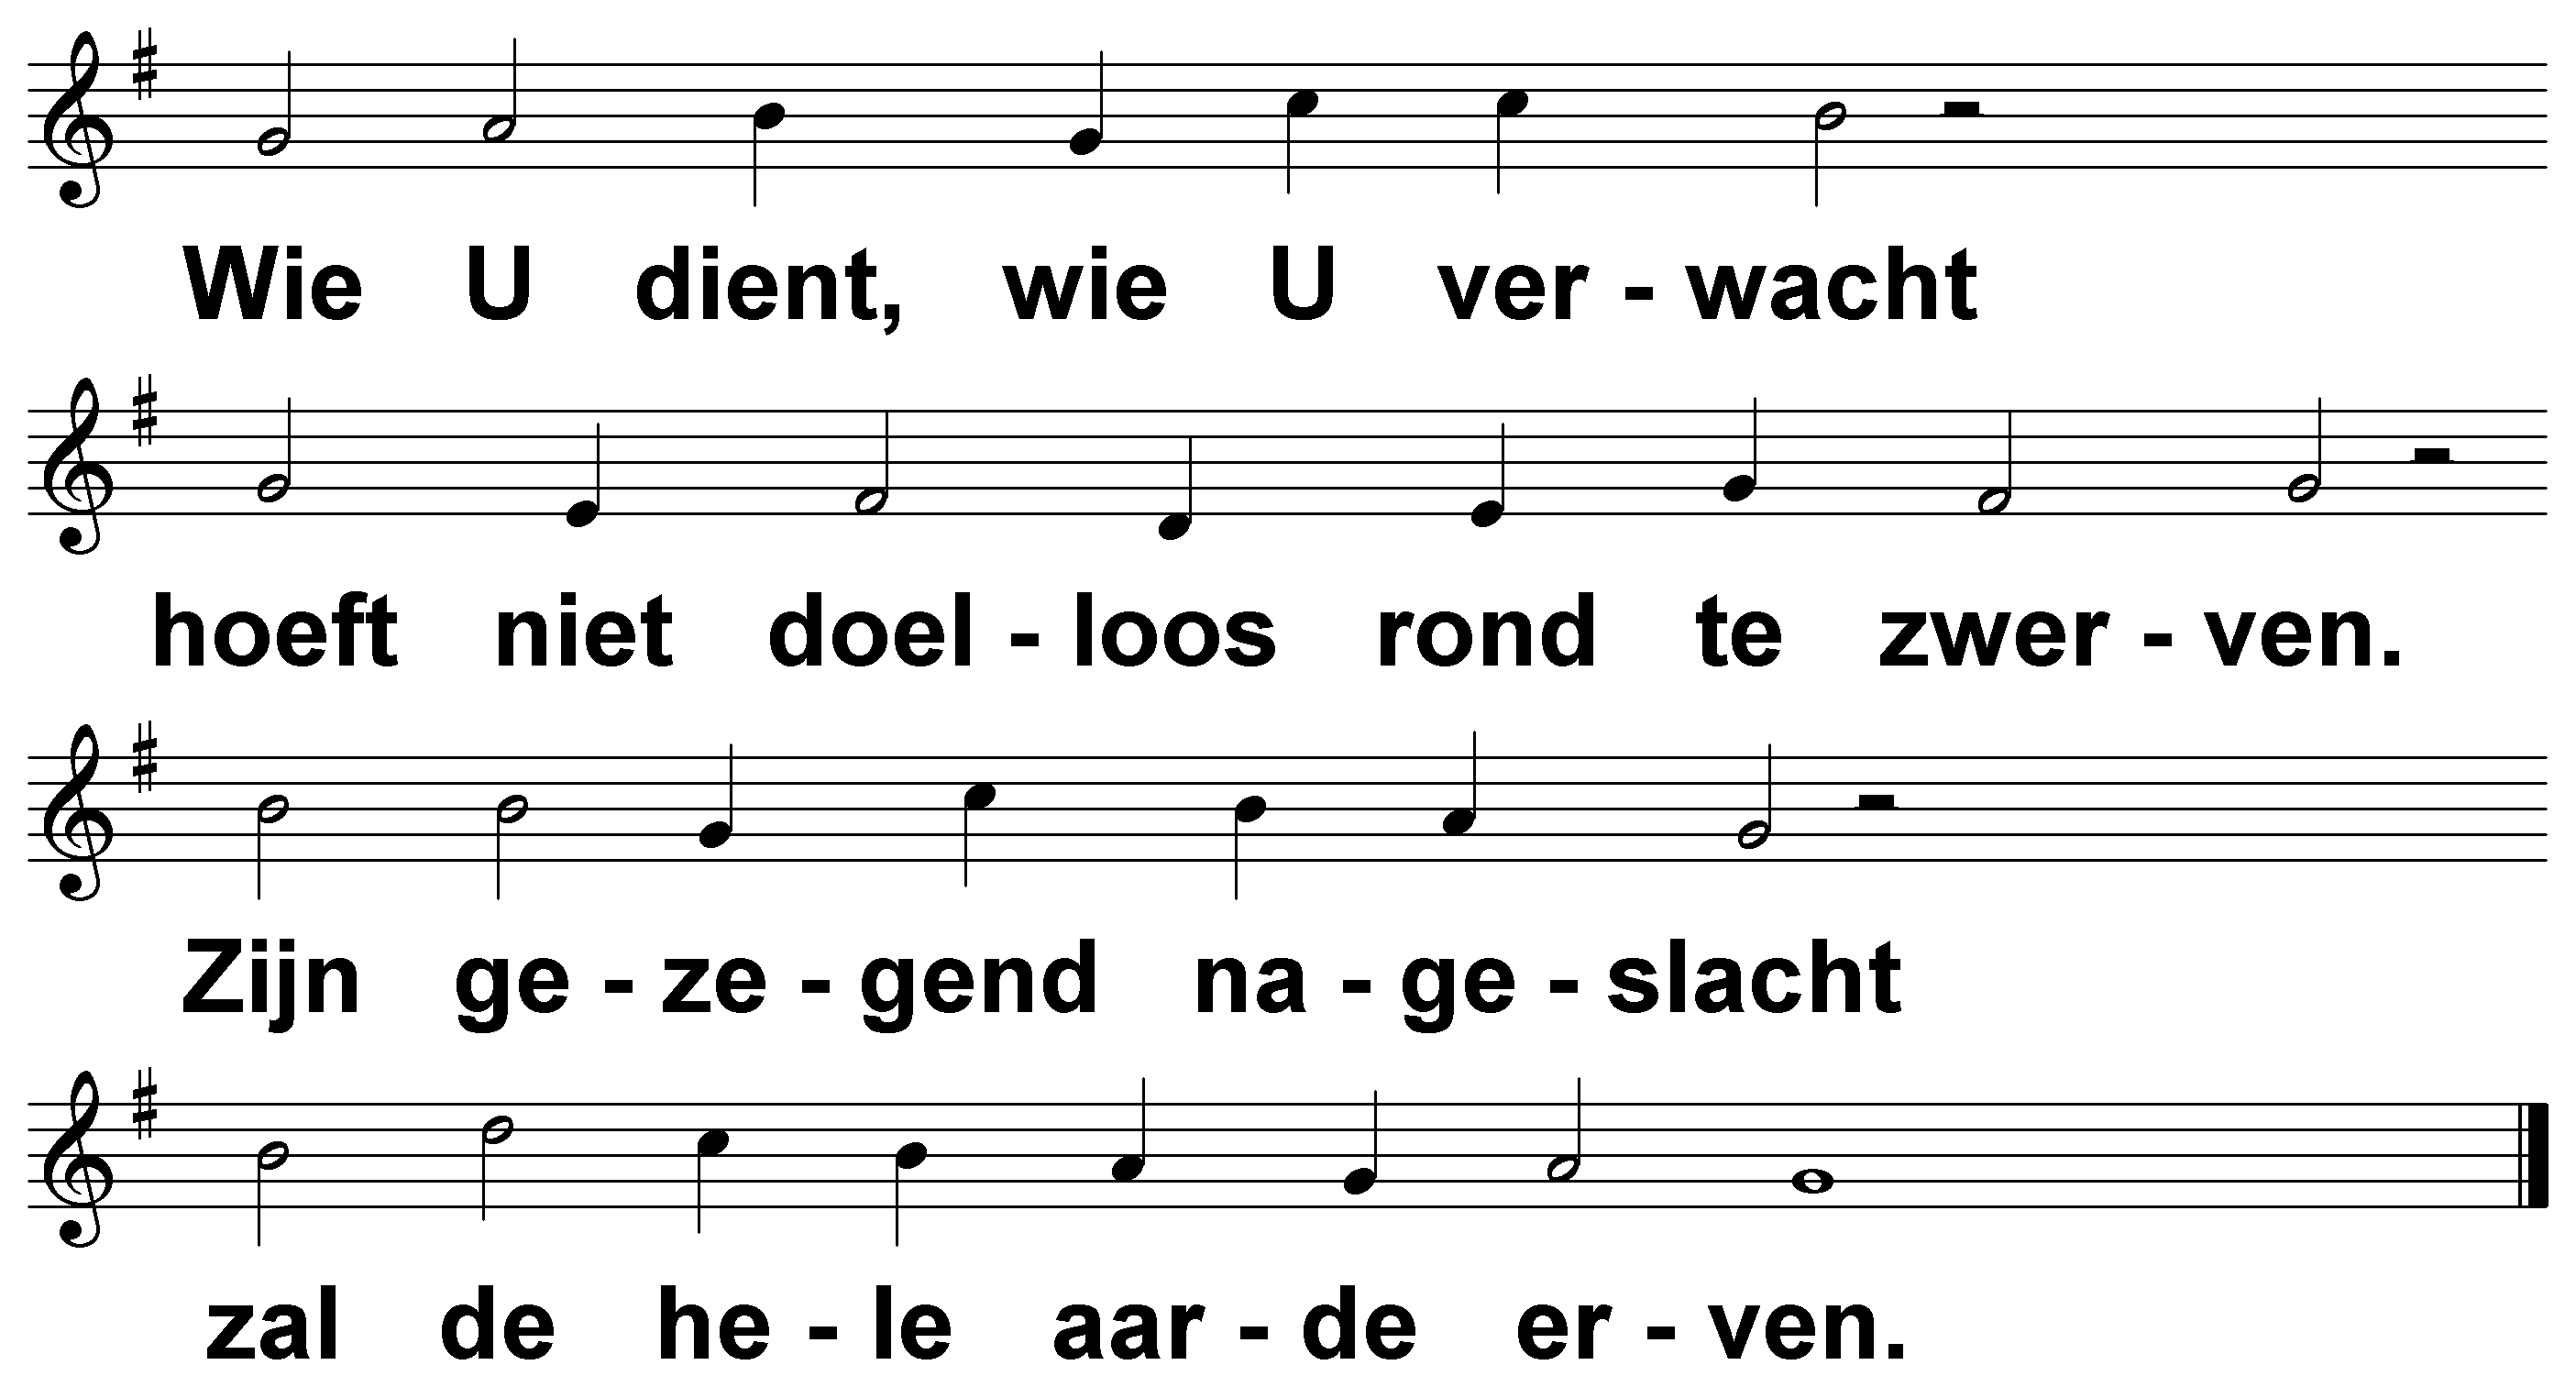 Wie U dient, wie U ver - wacht
hoeft niet doel - loos rond te zwer - ven.
Zijn ge - ze - gend na - ge - slacht
zal de he - le aar - de er - ven.